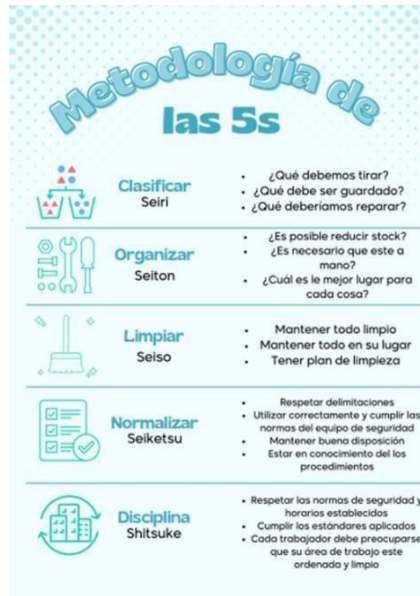 Metodología de
las 5s
Clasificar
Seiri
• ¿Qué debemos tirar?
• ¿Qué debe ser guardado?
• ¿Qué deberíamos reparar?
Organizar
Seiton
• ¿Es posible reducir stock?
• ¿Es necesario que este a
mano?
• ¿Cuál es le mejor lugar para
cada cosa?
Limpiar
Seiso
• Mantener todo limpio
• Mantener todo en su lugar
• Tener plan de limpieza
Normalizar
Seiketsu
• Respetar delimitaciones
• Utilizar correctamente y cumplir las
normas del equipo de seguridad
• Mantener buena disposición
• Estar en conocimiento del los
procedimientos
Disciplina
Shitsuke
• Respetar las normas de seguridad y
horarios establecidos
• Cumplir los estándares aplicados
• Cada trabajador debe preocuparse
que su área de trabajo este
ordenada y limpio